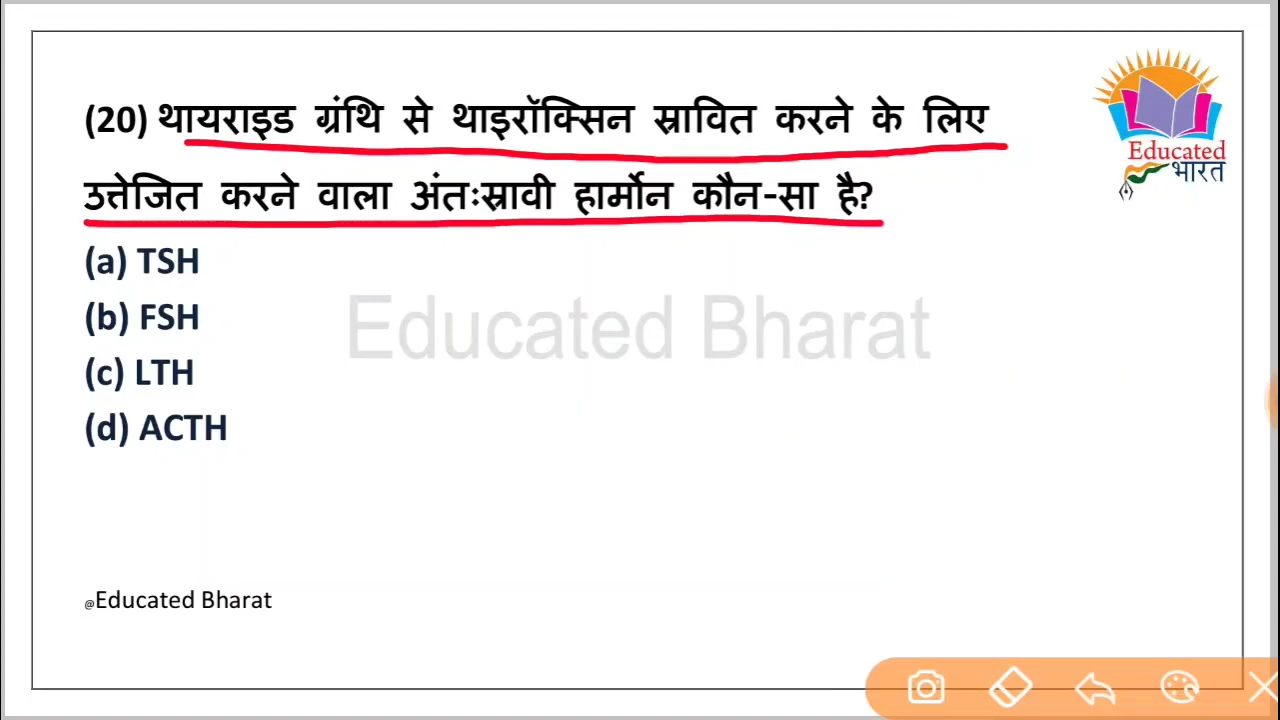 (20) थायराइड ग्रंथि से थाइरॉक्सिन स्रावित करने के लिए
उत्तेजित करने वाला अंतःस्रावी हार्मोन कौन-सा है?
(a) TSH
(b) FSH
(c) LTH
(d) ACTH
Educated
भारत
Educated Bharat
@Educated Bharat